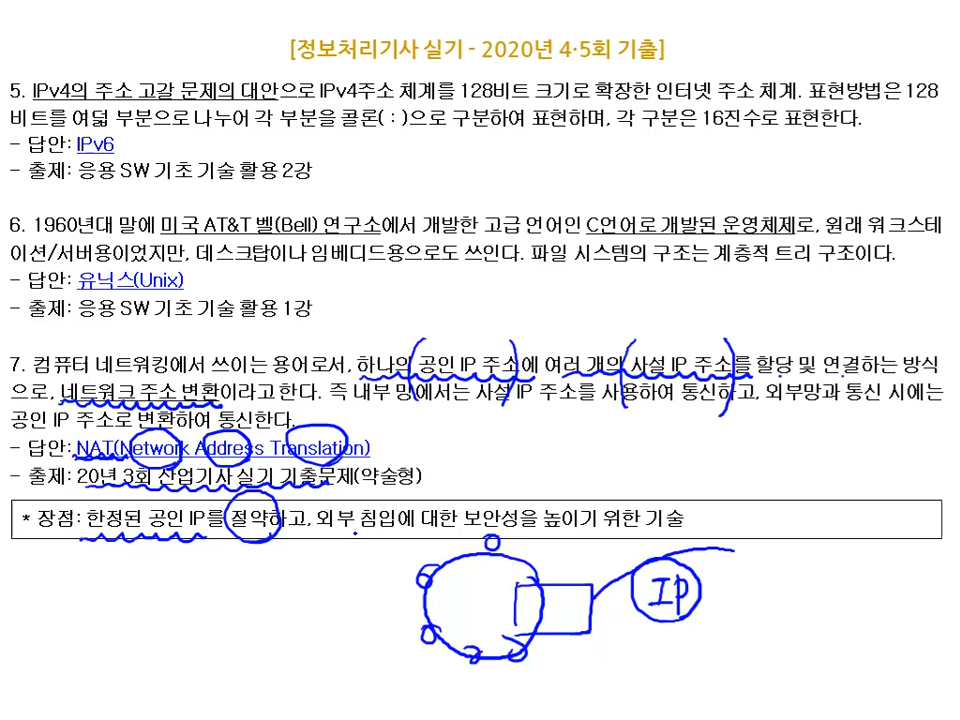 [정보처리기사 실기 - 2020년 4·5회 기출]
5. IPv4의 주소 고갈 문제의 대안으로 IPv4주소 체계를 128비트 크기로 확장한 인터넷 주소 체계. 표현방법은 128
비트를 여덟 부분으로 나누어 각 부분을 콜론( : )으로 구분하여 표현하며, 각 구분은 16진수로 표현한다.
- 답안: IPv6
- 출제: 응용 SW 기초 기술 활용 2강
6. 1960년대 말에 미국 AT&T 벨(Bell) 연구소에서 개발한 고급 언어인 C언어로 개발된 운영체제로, 원래 워크스테
이션/서버용이었지만, 데스크탑이나 임베디드용으로도 쓰인다. 파일 시스템의 구조는 계층적 트리 구조이다.
- 답안: 유닉스(Unix)
- 출제: 응용 SW 기초 기술 활용 1강
7. 컴퓨터 네트워킹에서 쓰이는 용어로서, 하나의 공인 IP 주소에 여러 개의 사설 IP 주소를 할당 및 연결하는 방식
으로, 네트워크 주소 변환이라고 한다. 즉 내부 망에서는 사설 IP 주소를 사용하여 통신하고, 외부망과 통신 시에는
공인 IP 주소로 변환하여 통신한다.
- 답안: NAT(Network Address Translation)
- 출제: 20년 3회 산업기사 실기 기출문제(약술형)
* 장점: 한정된 공인 IP를 절약하고, 외부 침입에 대한 보안성을 높이기 위한 기술
IP